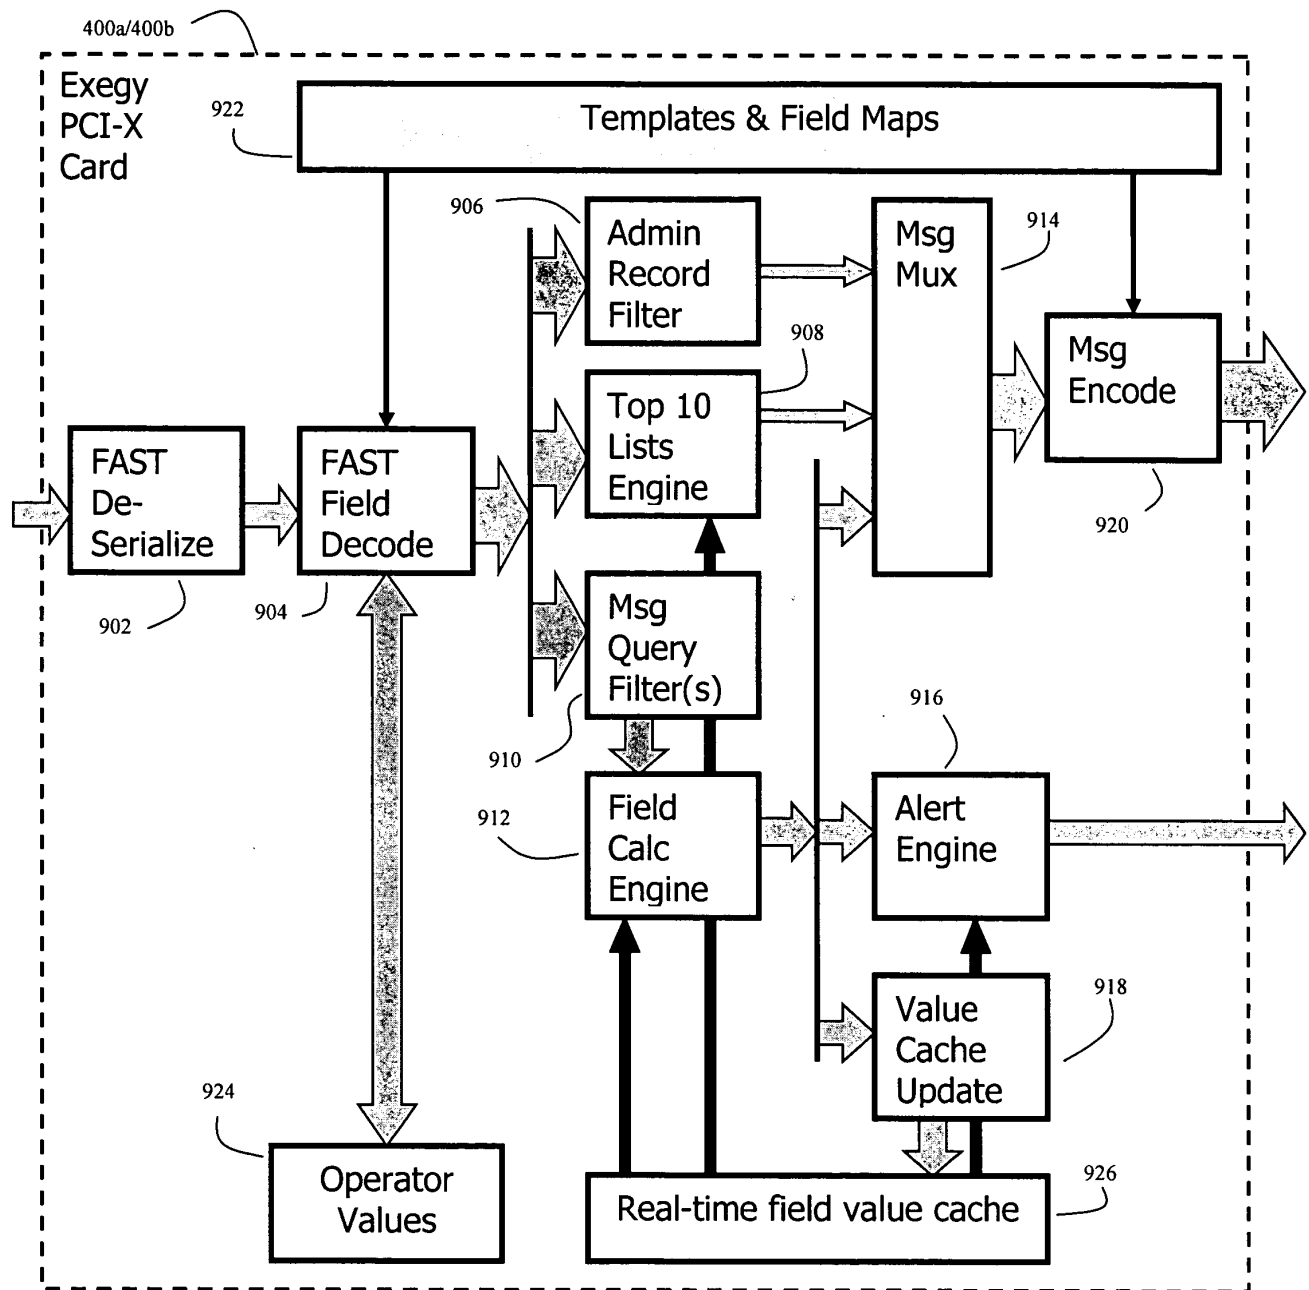 400a/400b
Exegy
PCI-X
Card
922
Templates & Field Maps
906
Admin
Record
Filter
Msg
Mux
914
908
Top 10
Lists
Engine
Msg
Encode
920
FAST
De-
Serialize
902
FAST
Field
Decode
904
Msg
Query
Filter(s)
910
912
Field
Calc
Engine
916
Alert
Engine
918
Value
Cache
Update
924
Operator
Values
Real-time field value cache
926